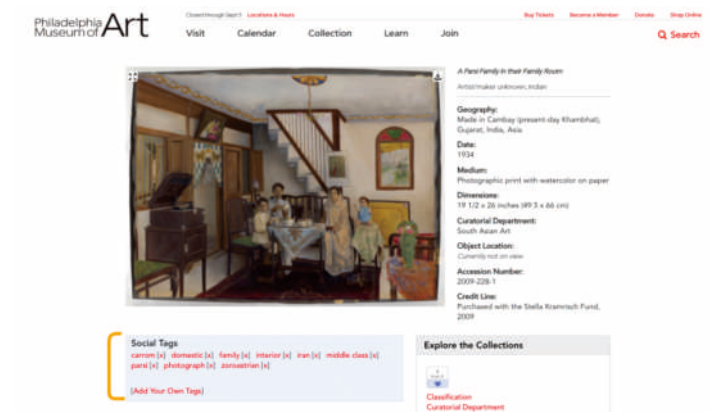 Philadelphia Museum of Art
Closed through Sept 5 Locations & Hours
Buy Tickets Become a Member Donate Shop Online
Visit Calendar Collection Learn Join
Search
A Parsi Family in their Family Room
Artist/maker unknown, Indian
Geography:
Made in Cambay (present-day Khambhat),
Gujarat, India, Asia
Date:
1934
Medium:
Photographic print with watercolor on paper
Dimensions:
19 1/2 × 26 inches (49.5 × 66 cm)
Curatorial Department:
South Asian Art
Object Location:
Currently not on view
Accession Number:
2009-228-1
Credit Line:
Purchased with the Stella Kramrisch Fund,
2009
Social Tags
carrom [x] domestic [x] family [x] interior [x] iran [x] middle class [x]
parsi [x] photograph [x] zoroastrian [x]
[Add Your Own Tags]
Explore the Collections
Classification
Curatorial Department